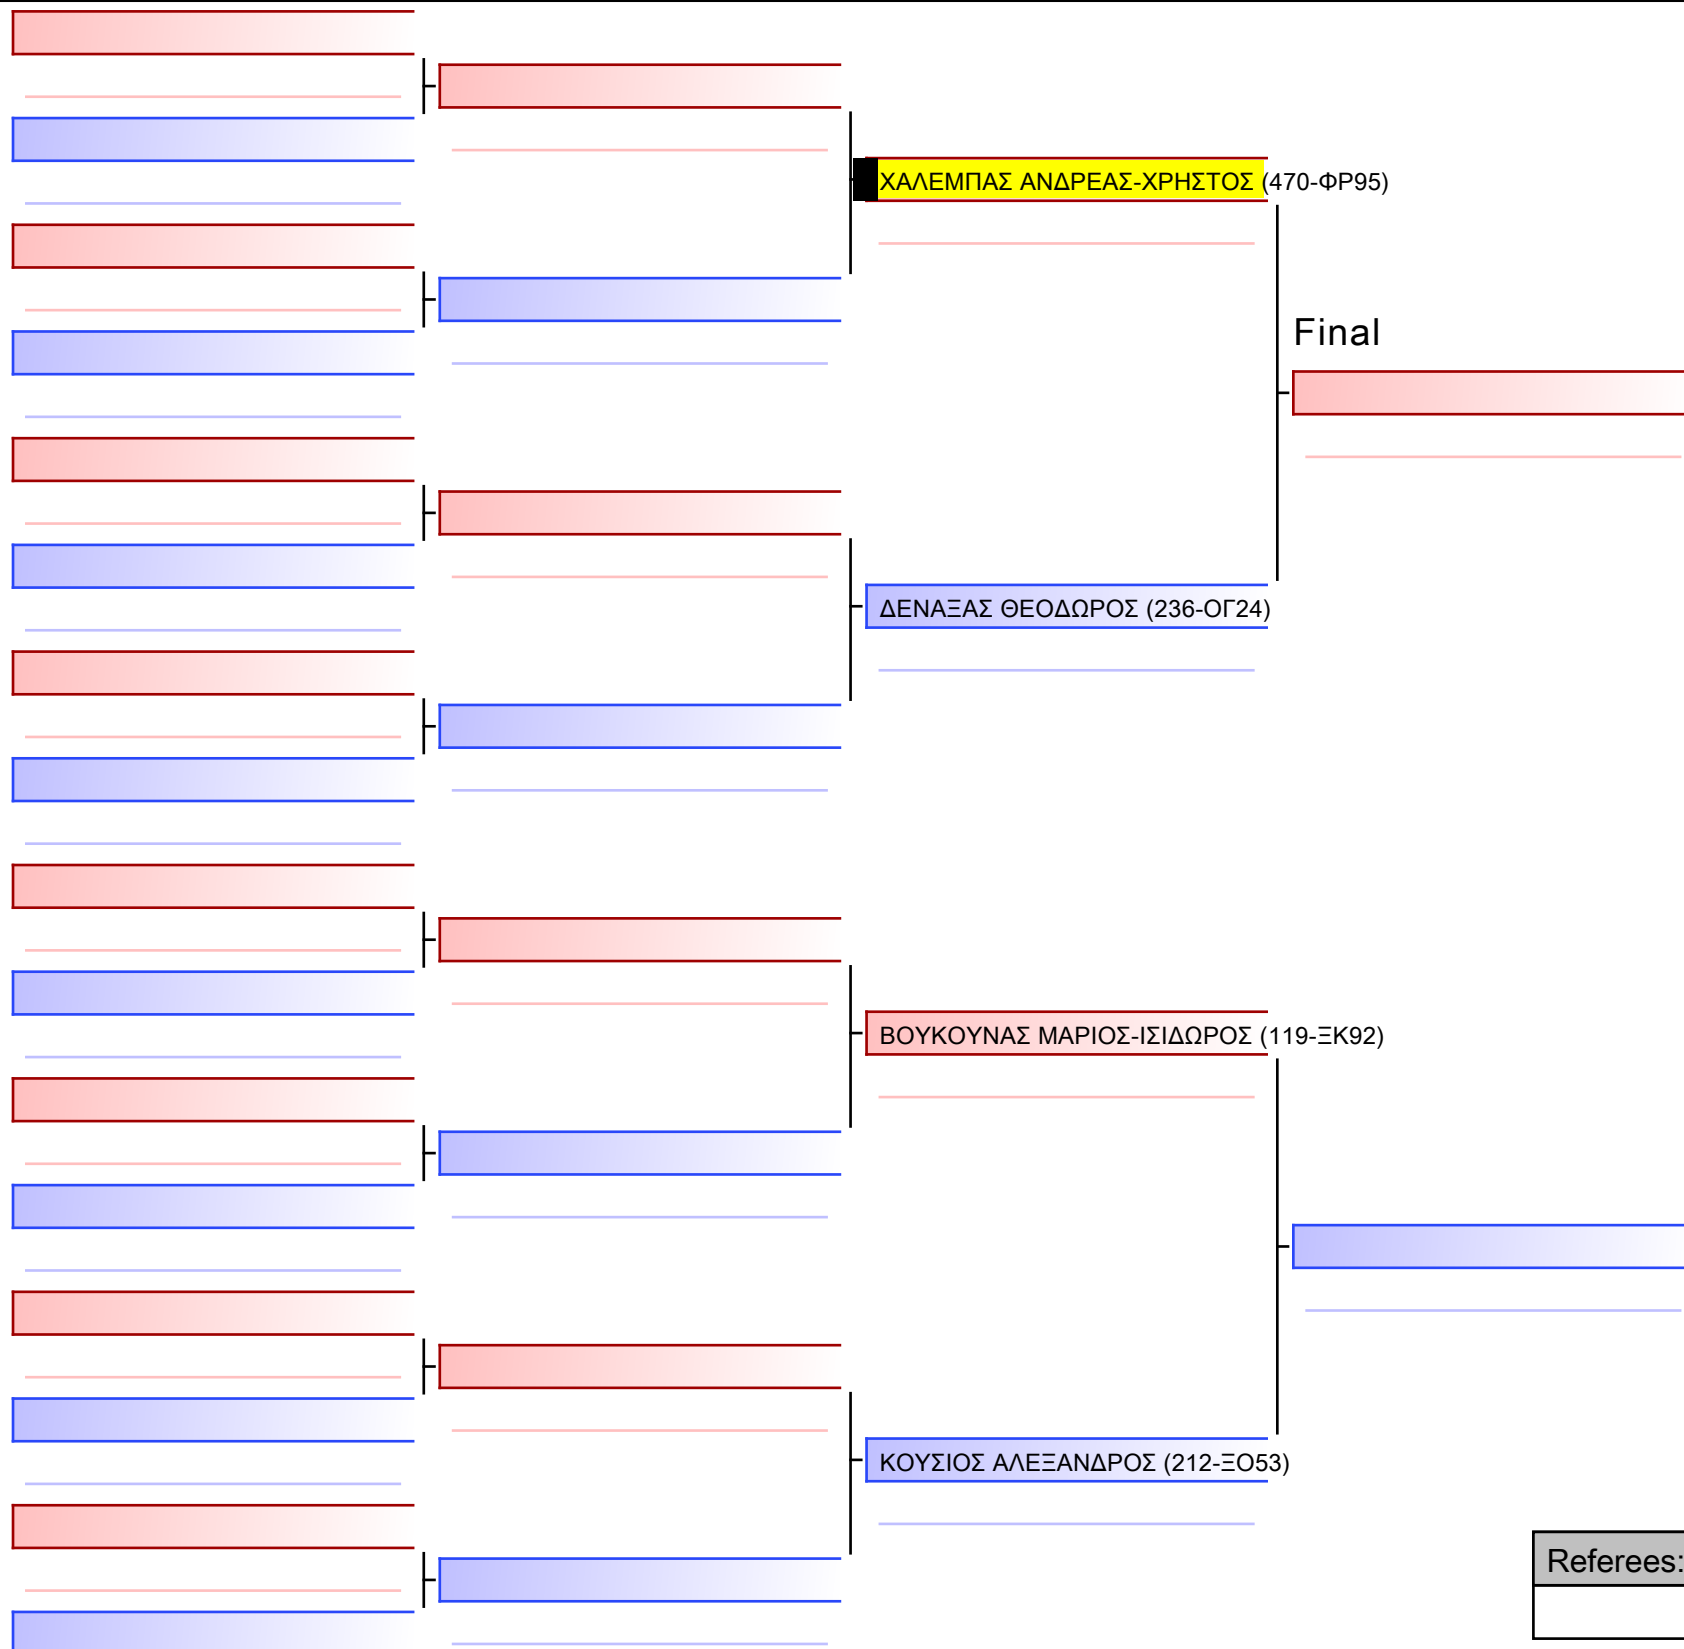 ΧΑΛΕΜΠΑΣ ΑΝΔΡΕΑΣ-ΧΡΗΣΤΟΣ (470-ΦΡ95)
Final
ΔΕΝΑΞΑΣ ΘΕΟΔΩΡΟΣ (236-ΟΓ24)
ΒΟΥΚΟΥΝΑΣ ΜΑΡΙΟΣ-ΙΣΙΔΩΡΟΣ (119-ΞΚ92)
ΚΟΥΣΙΟΣ ΑΛΕΞΑΝΔΡΟΣ (212-ΞΟ53)
Referees: